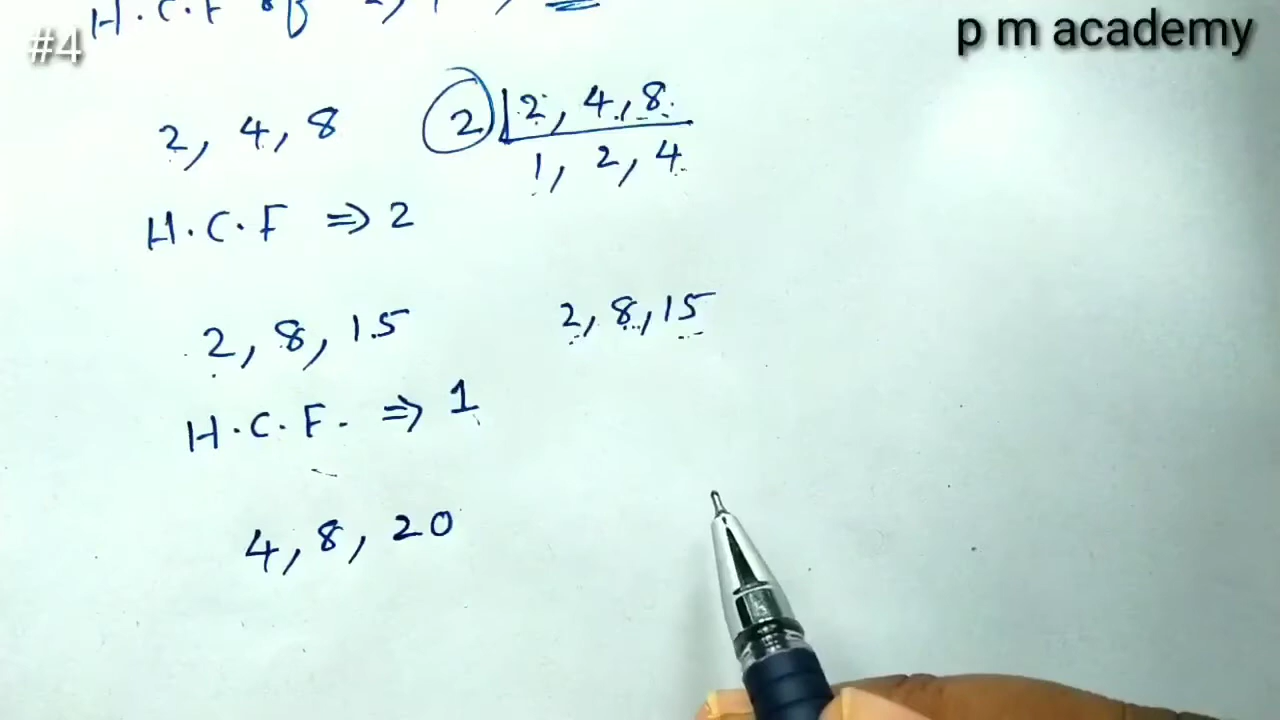 p m academy
#4
H.C.F of
2, 4, 8
2 | 2, 4, 8
1, 2, 4
H.C.F ⇒ 2
2, 8, 15
2, 8, 15
H.C.F. ⇒ 1
4, 8, 20